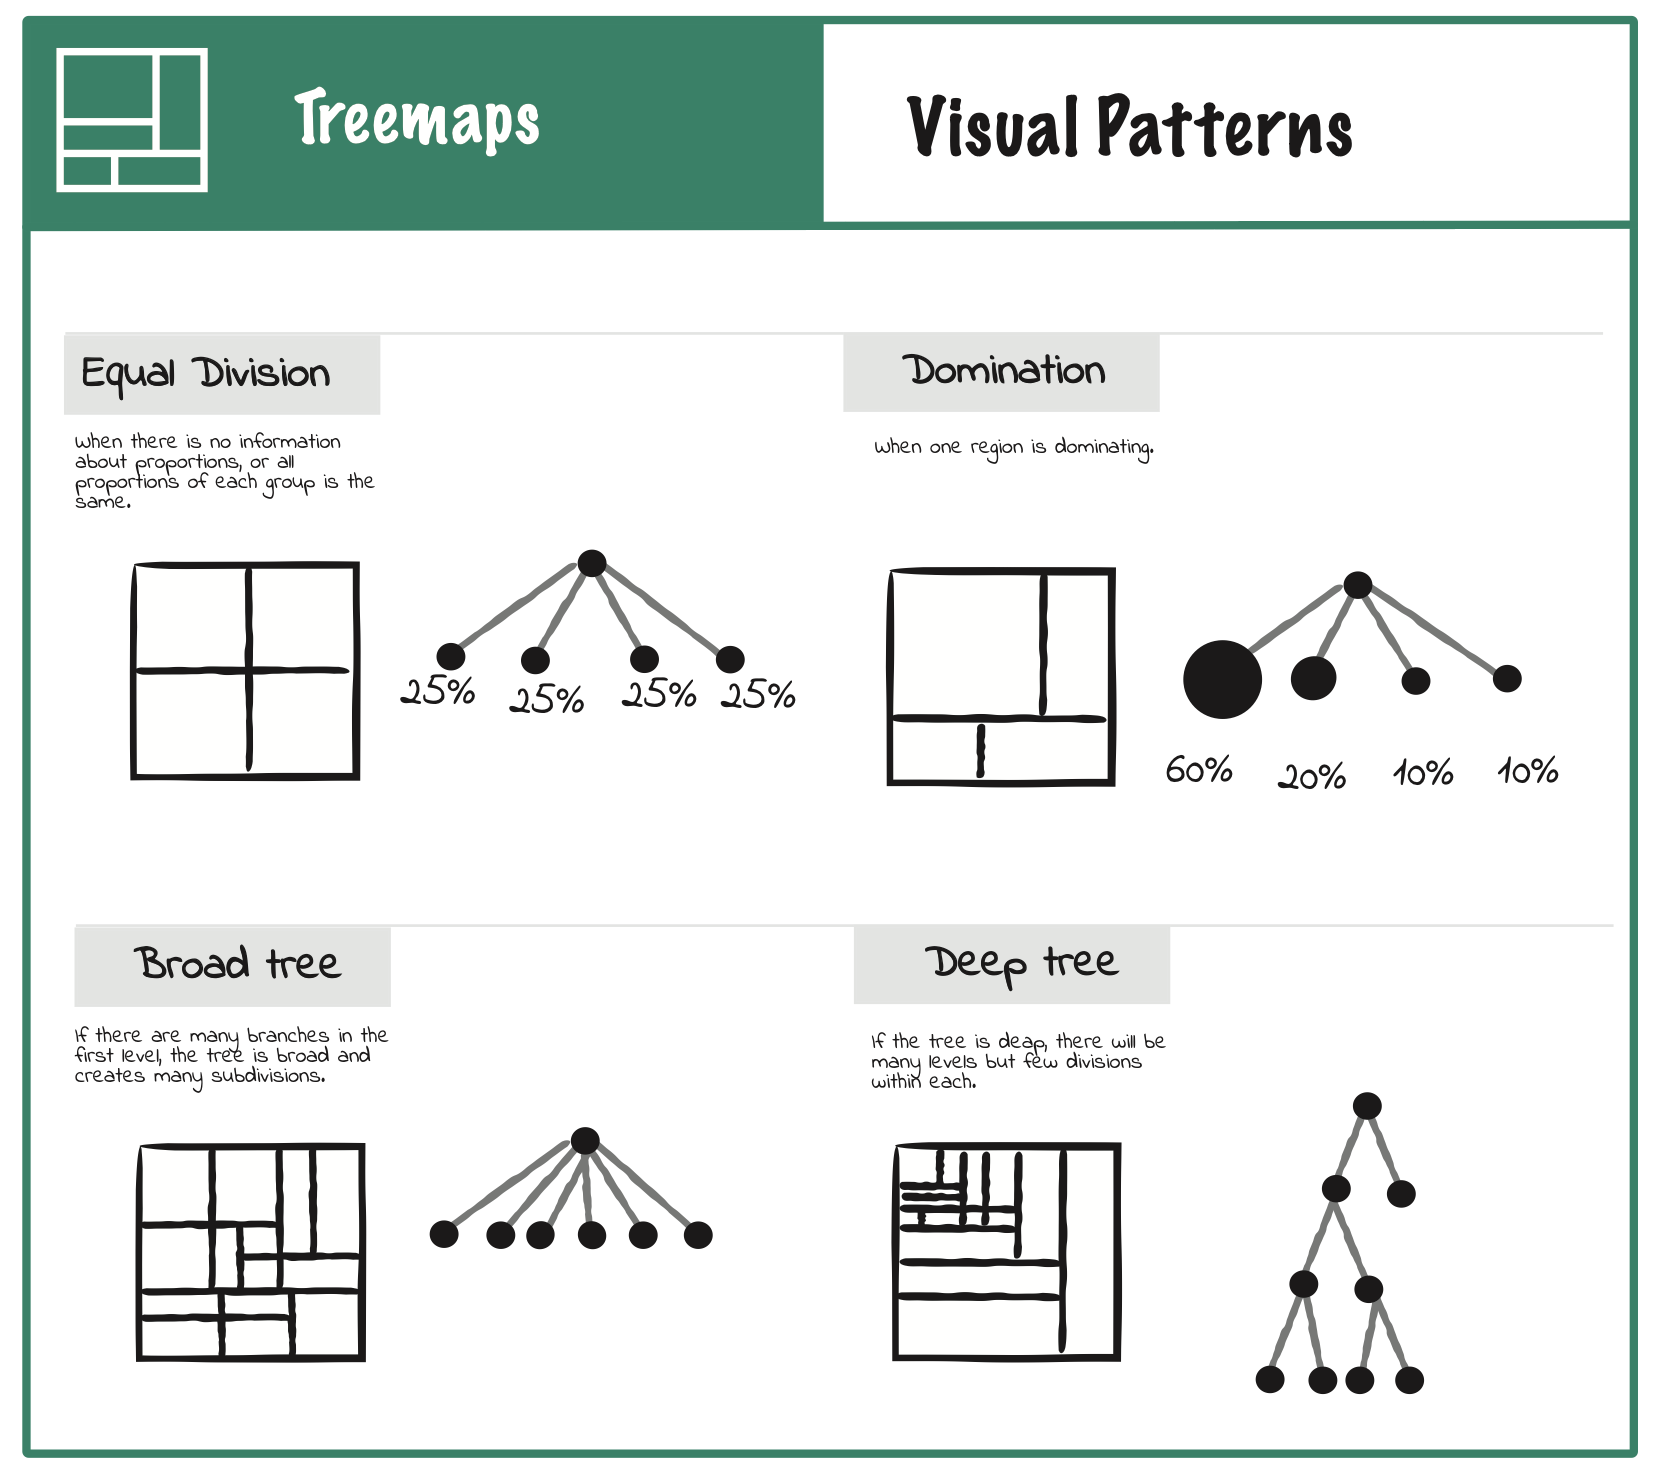 Treemaps
Visual Patterns
Equal Division
When there is no information
about proportions, or all
proportions of each group is the
same.
25%
25%
25%
25%
Domination
When one region is dominating.
60%
20%
10%
10%
Broad tree
If there are many branches in the
first level, the tree is broad and
creates many subdivisions.
Deep tree
If the tree is deap, there will be
many levels but few divisions
within each.